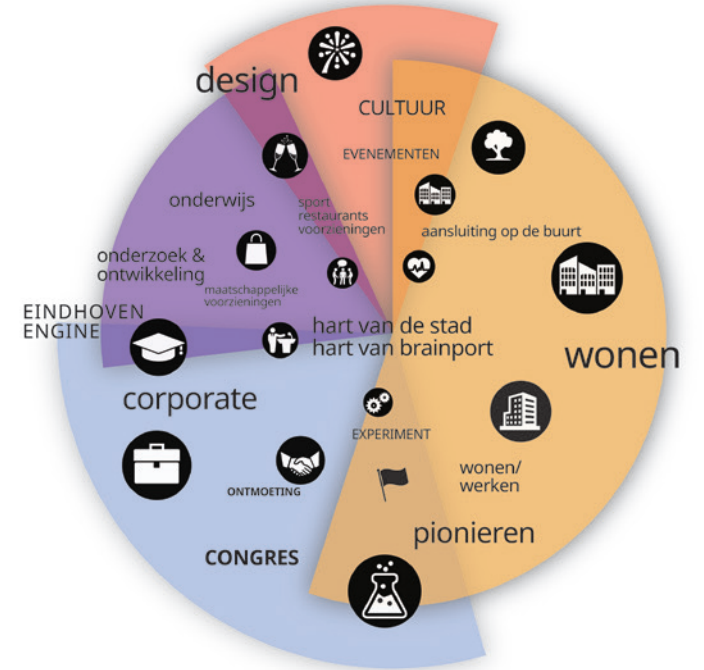 design
CULTUUR
EVENEMENTEN
onderwijs
sport
restaurants
voorzieningen
aansluiting op de buurt
onderzoek &
ontwikkeling
maatschappelijke
voorzieningen
EINDHOVEN
ENGINE
hart van de stad
hart van brainport
wonen
corporate
EXPERIMENT
wonen/
werken
ONTMOETING
pionieren
CONGRES